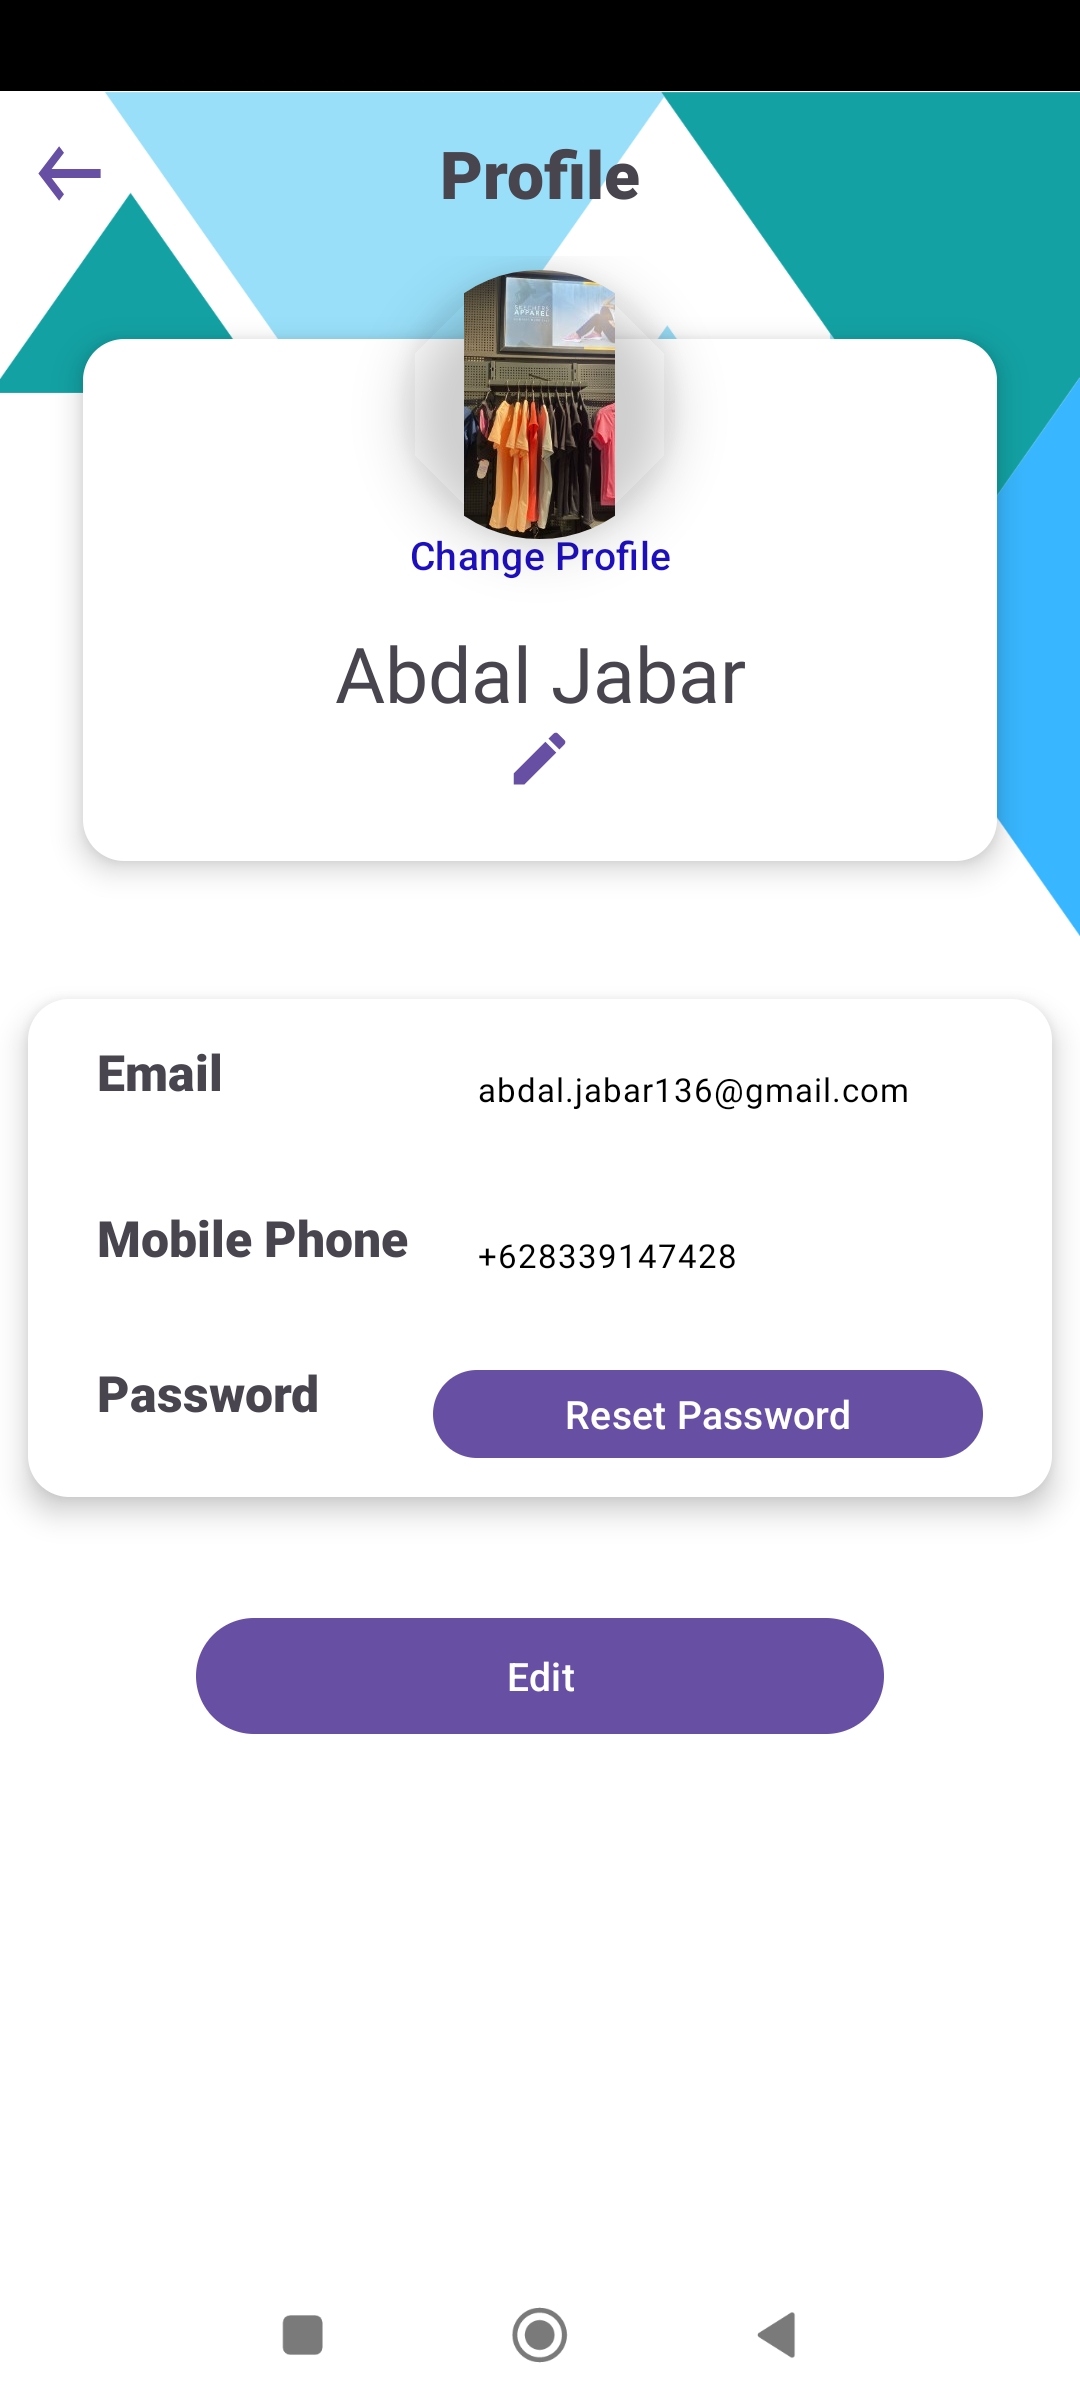 Profile
SKECHERS
APPAREL
Change Profile
Abdal Jabar
Email
abdal.jabar136@gmail.com
Mobile Phone
+628339147428
Password
Reset Password
Edit